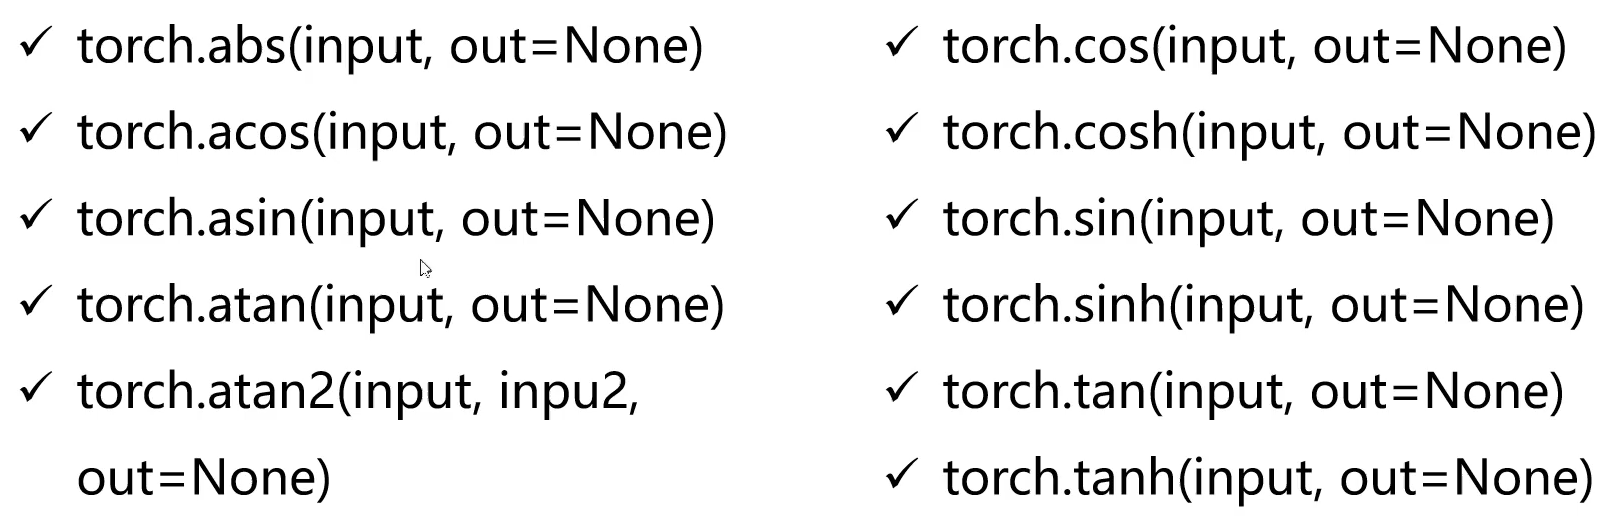 ✓ torch.abs(input, out=None)
✓ torch.acos(input, out=None)
✓ torch.asin(input, out=None)
✓ torch.atan(input, out=None)
✓ torch.atan2(input, inpu2,
out=None)
✓ torch.cos(input, out=None)
✓ torch.cosh(input, out=None)
✓ torch.sin(input, out=None)
✓ torch.sinh(input, out=None)
✓ torch.tan(input, out=None)
✓ torch.tanh(input, out=None)